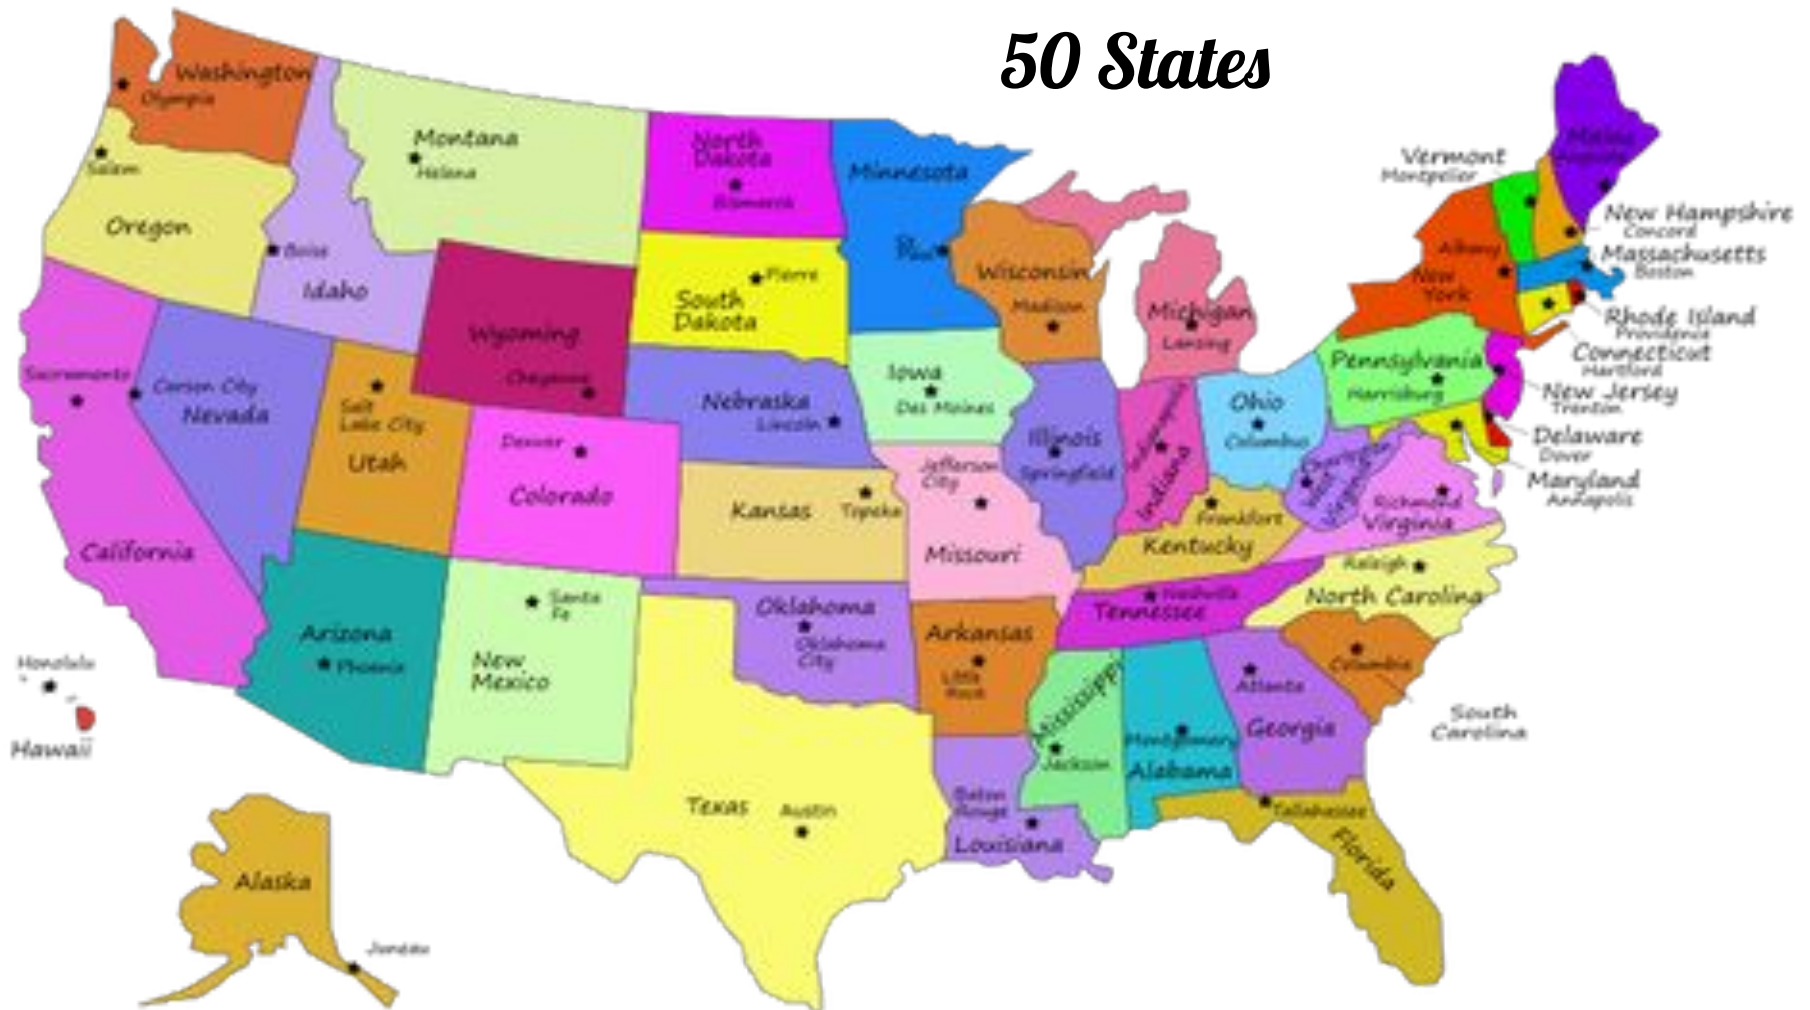 50 States
Washington
Olympia
Montana
Helena
North
Dakota
Bismarck
Minnesota
St.
Paul
Salem
Oregon
Boise
Idaho
Wyoming
Cheyenne
Pierre
South
Dakota
Wisconsin
Madison
Michigan
Lansing
Maine
Augusta
Vermont
Montpelier
New Hampshire
Concord
Massachusetts
Boston
Albany
New
York
Rhode Island
Providence
Connecticut
Hartford
New Jersey
Trenton
Delaware
Dover
Maryland
Annapolis
Pennsylvania
Harrisburg
Sacramento
Carson City
Nevada
Salt
Lake City
Utah
Denver
Colorado
Nebraska
Lincoln
Iowa
Des Moines
Illinois
Springfield
Indianapolis
Indiana
Ohio
Columbus
Charleston
West
Virginia
Richmond
Virginia
California
Kansas
Topeka
Jefferson
City
Missouri
Frankfort
Kentucky
Raleigh
North Carolina
Nashville
Tennessee
Arizona
Phoenix
Santa
Fe
New
Mexico
Oklahoma
Oklahoma
City
Arkansas
Little
Rock
Mississippi
Jackson
Montgomery
Alabama
Atlanta
Georgia
Columbia
South
Carolina
Honolulu
Hawaii
Texas
Austin
Baton
Rouge
Louisiana
Tallahassee
Florida
Alaska
Juneau